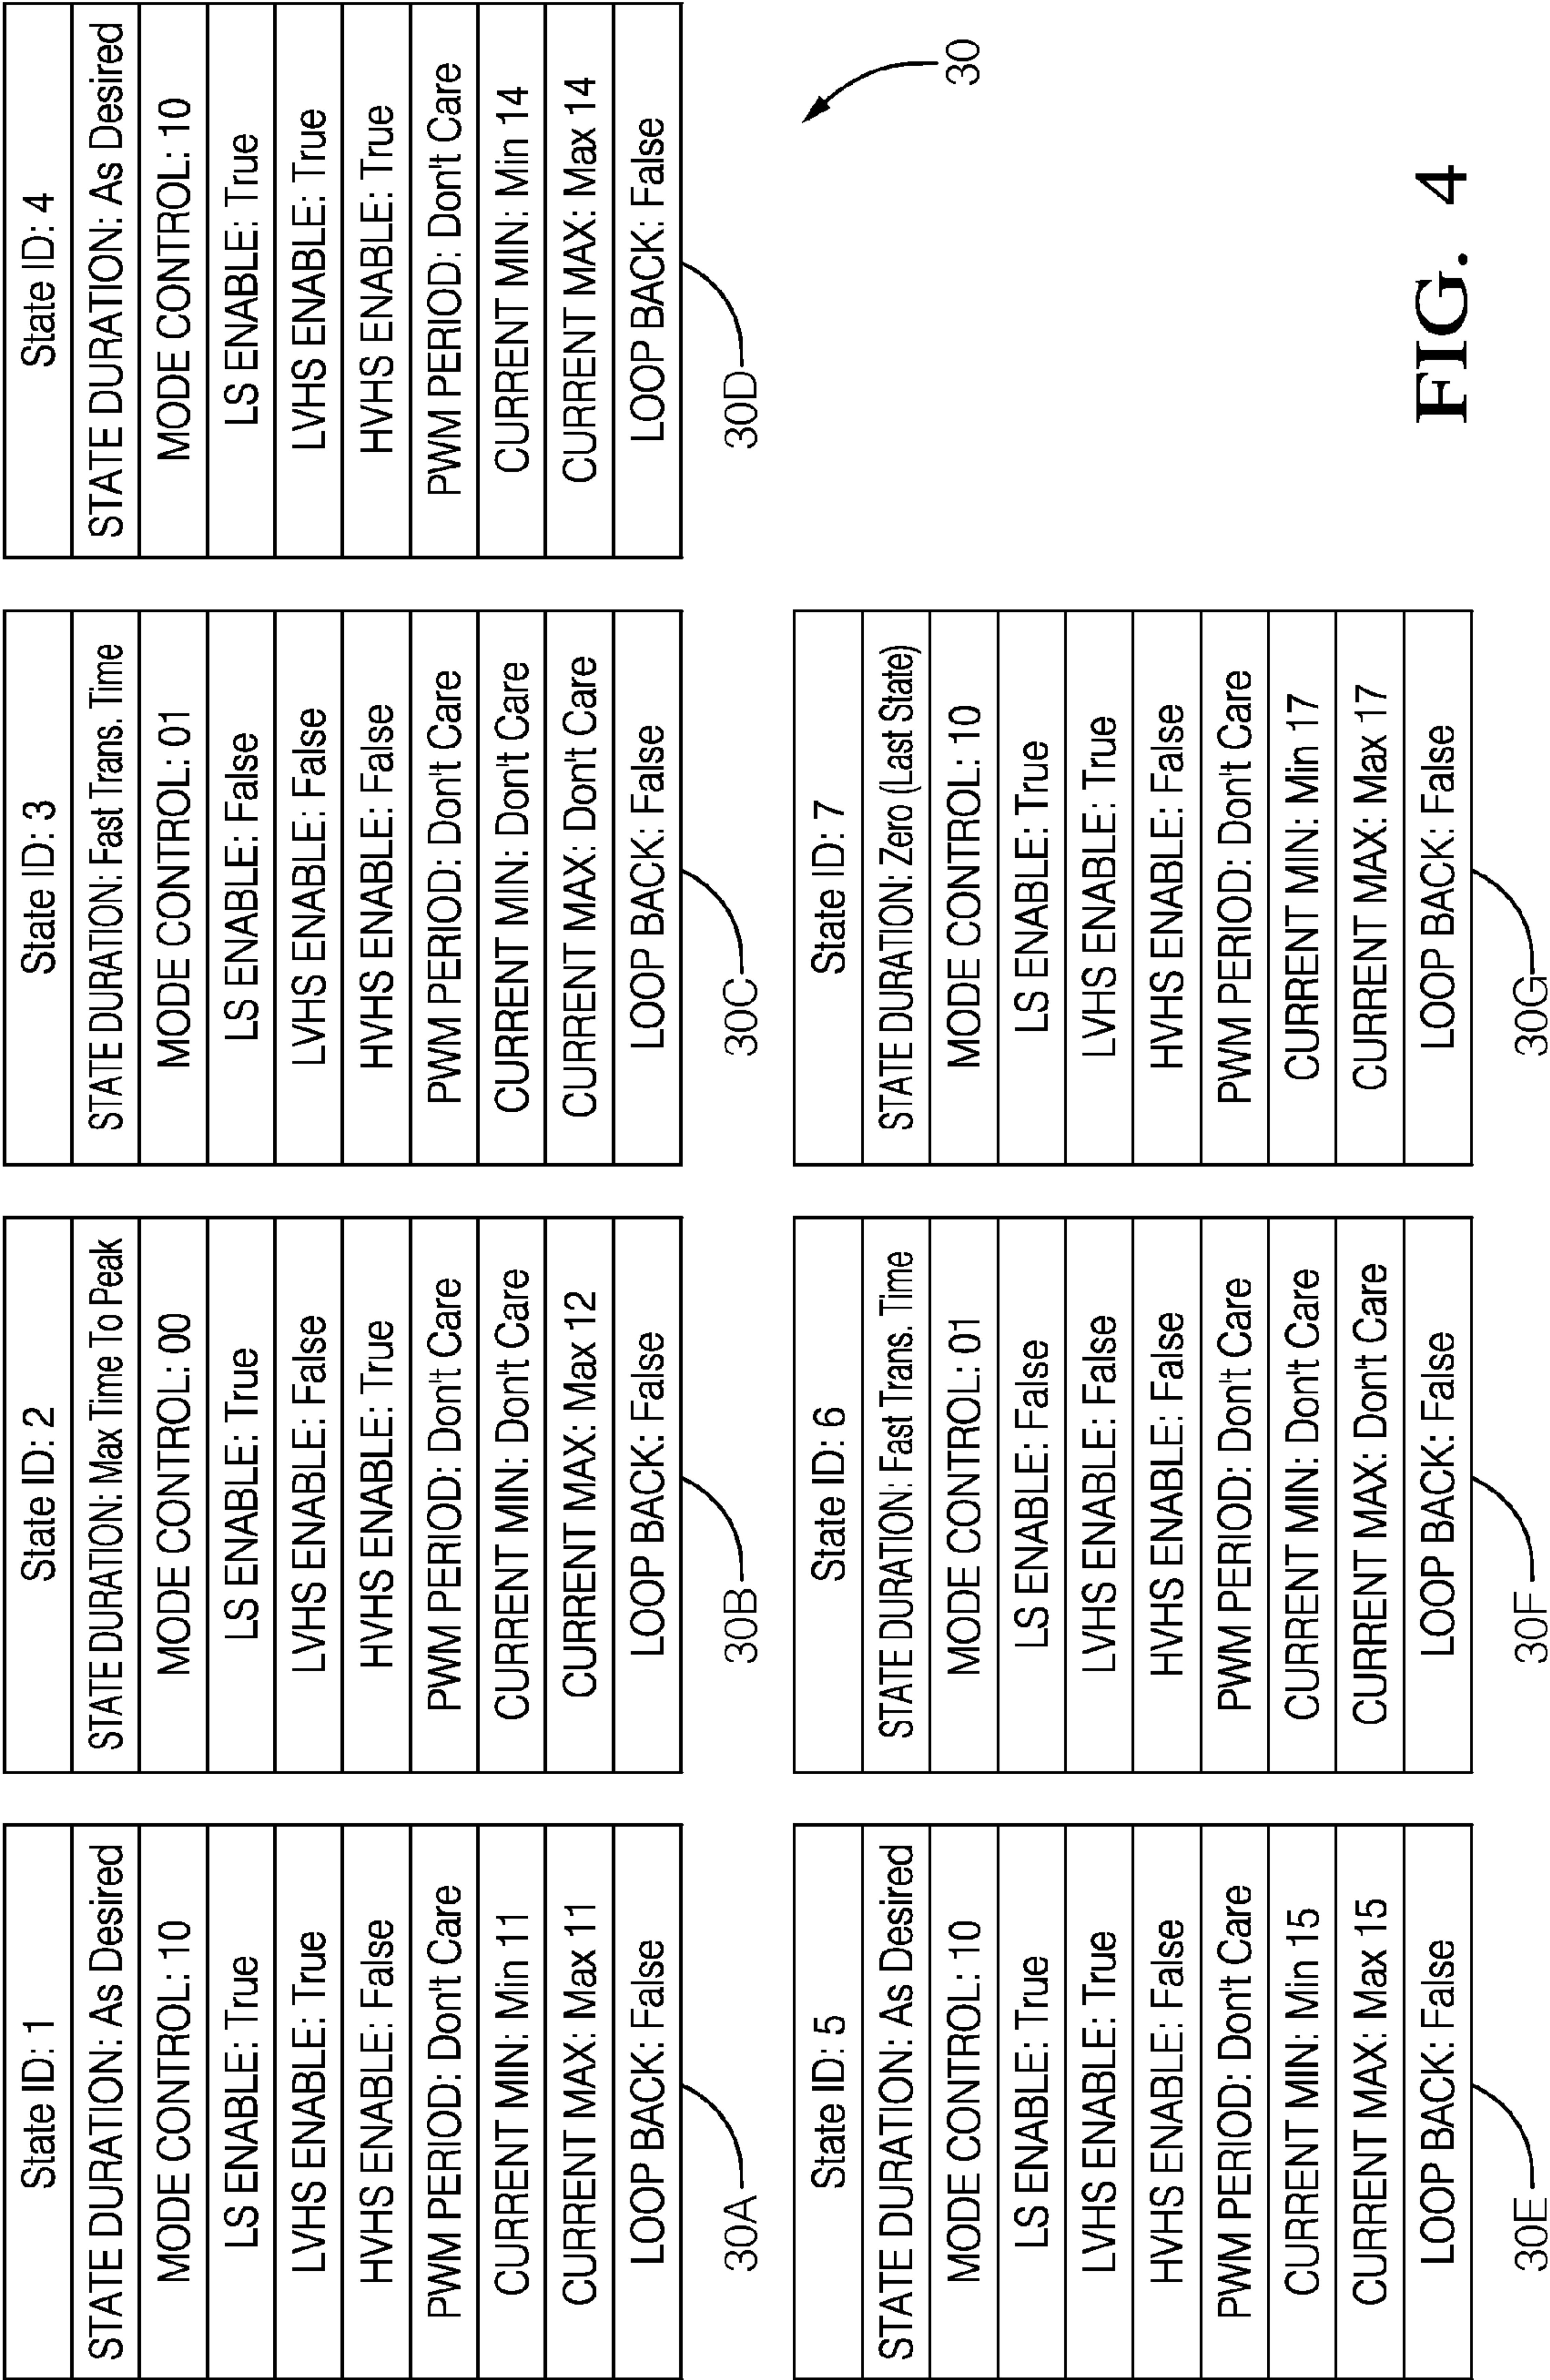 State ID: 1
STATE DURATION: As Desired
MODE CONTROL: 10
LS ENABLE: True
LVHS ENABLE: True
HVHS ENABLE: False
PWM PERIOD: Don't Care
CURRENT MIN: Min 11
CURRENT MAX: Max 11
LOOP BACK: False
30A
State ID: 2
STATE DURATION: Max Time To Peak
MODE CONTROL: 00
LS ENABLE: True
LVHS ENABLE: False
HVHS ENABLE: True
PWM PERIOD: Don't Care
CURRENT MIN: Don't Care
CURRENT MAX: Max 12
LOOP BACK: False
30B
State ID: 3
STATE DURATION: Fast Trans. Time
MODE CONTROL: 01
LS ENABLE: False
LVHS ENABLE: False
HVHS ENABLE: False
PWM PERIOD: Don't Care
CURRENT MIN: Don't Care
CURRENT MAX: Don't Care
LOOP BACK: False
30C
State ID: 4
STATE DURATION: As Desired
MODE CONTROL: 10
LS ENABLE: True
LVHS ENABLE: True
HVHS ENABLE: True
PWM PERIOD: Don't Care
CURRENT MIN: Min 14
CURRENT MAX: Max 14
LOOP BACK: False
30D
State ID: 5
STATE DURATION: As Desired
MODE CONTROL: 10
LS ENABLE: True
LVHS ENABLE: True
HVHS ENABLE: False
PWM PERIOD: Don't Care
CURRENT MIN: Min 15
CURRENT MAX: Max 15
LOOP BACK: False
30E
State ID: 6
STATE DURATION: Fast Trans. Time
MODE CONTROL: 01
LS ENABLE: False
LVHS ENABLE: False
HVHS ENABLE: False
PWM PERIOD: Don't Care
CURRENT MIN: Don't Care
CURRENT MAX: Don't Care
LOOP BACK: False
30F
State ID: 7
STATE DURATION: Zero (Last State)
MODE CONTROL: 10
LS ENABLE: True
LVHS ENABLE: True
HVHS ENABLE: False
PWM PERIOD: Don't Care
CURRENT MIN: Min 17
CURRENT MAX: Max 17
LOOP BACK: False
30G
30
FIG. 4